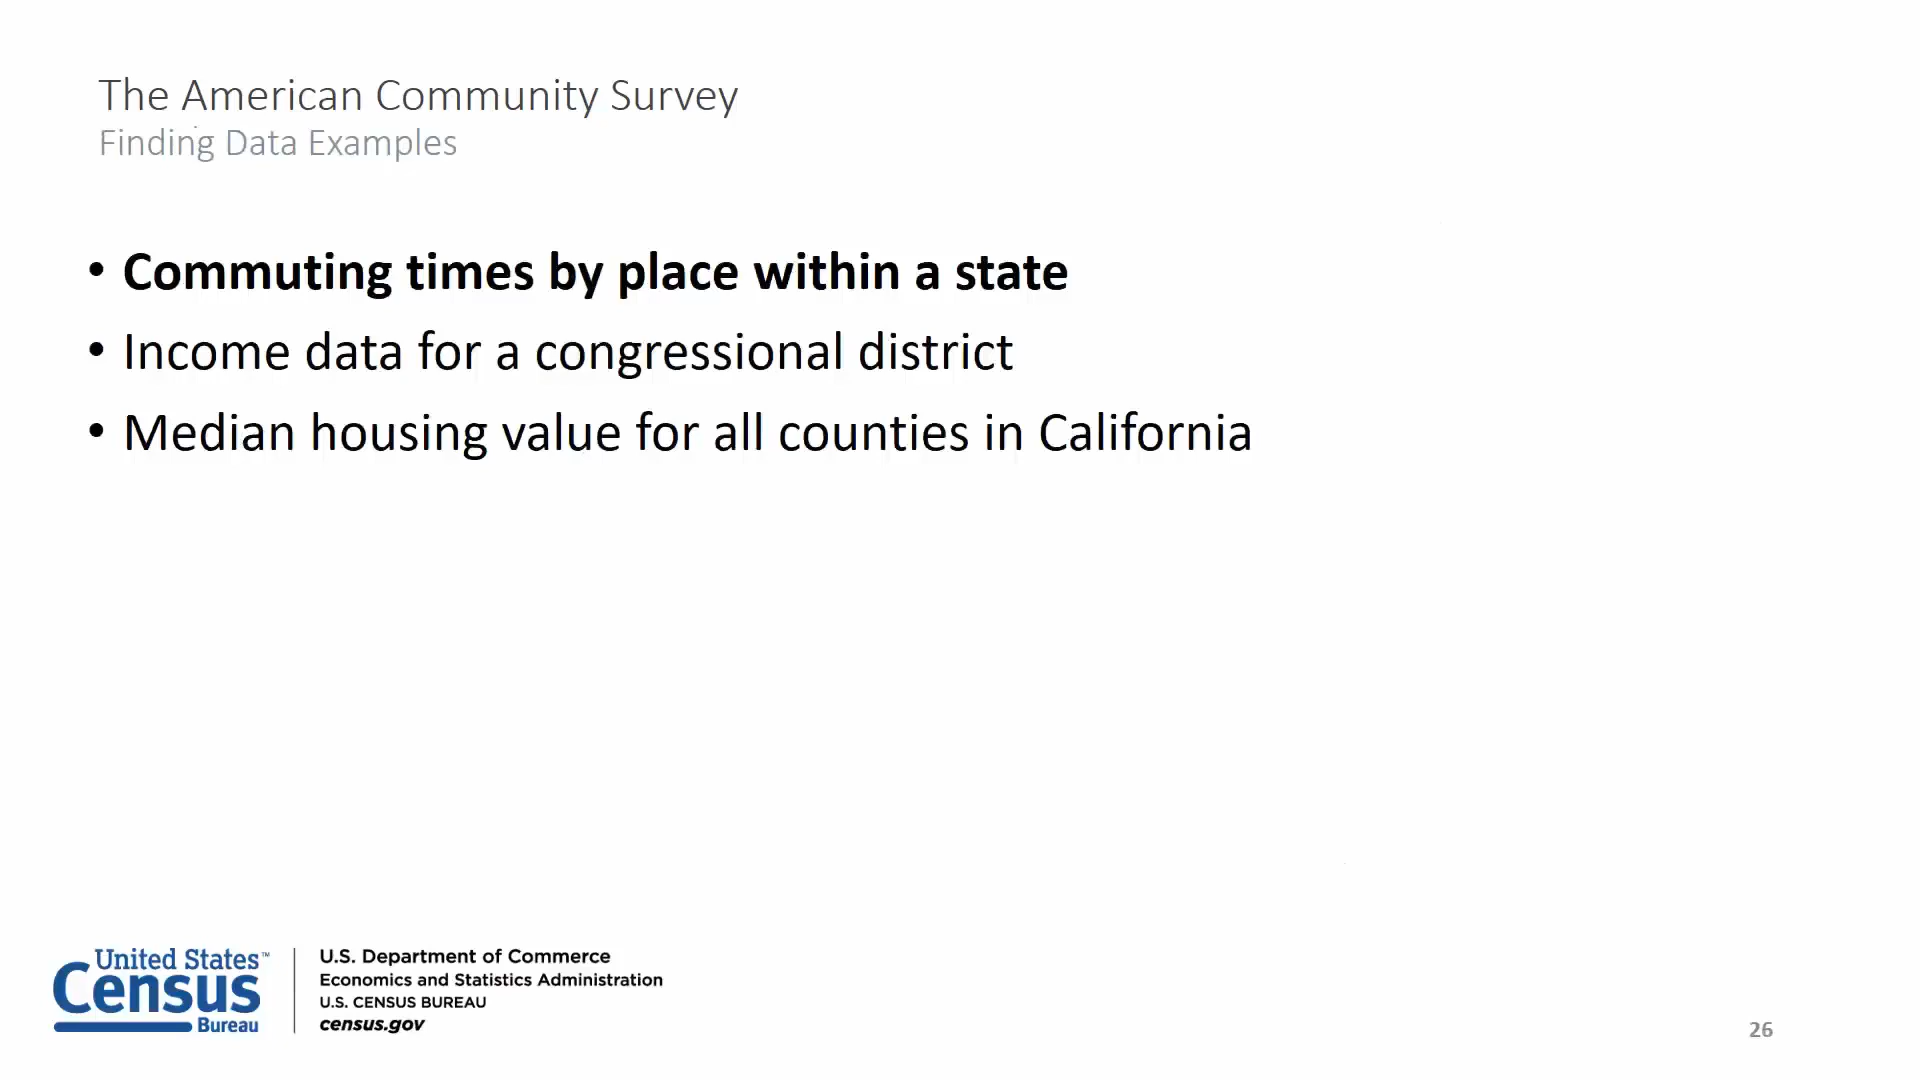 The American Community Survey
Finding Data Examples
• Commuting times by place within a state
• Income data for a congressional district
• Median housing value for all counties in California
United States™
Census
Bureau
U.S. Department of Commerce
Economics and Statistics Administration
U.S. CENSUS BUREAU
census.gov
26